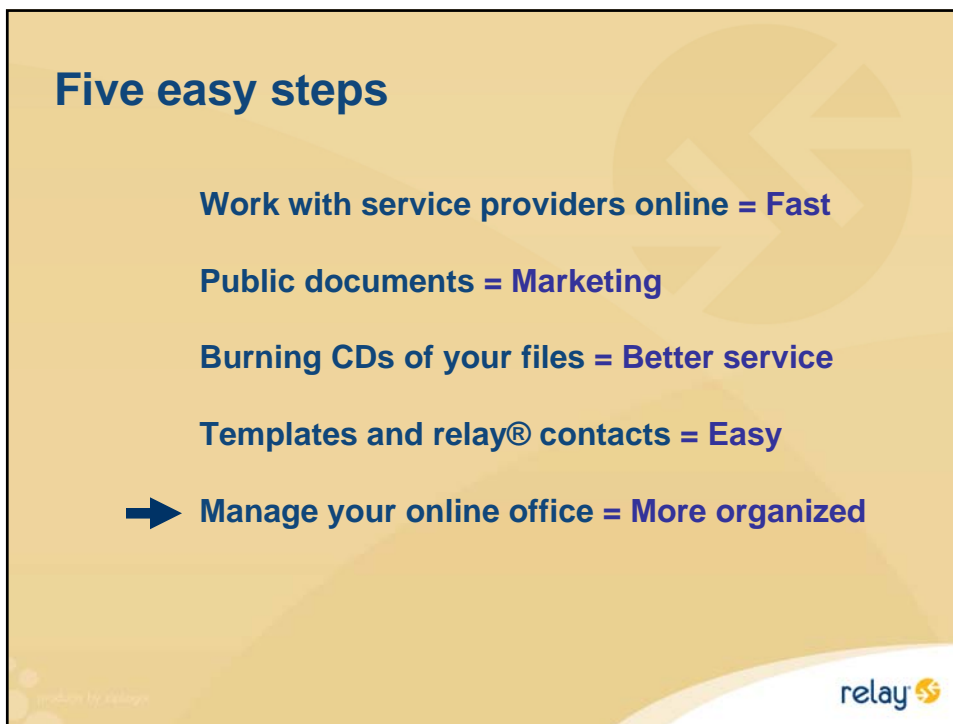 Five easy steps
Work with service providers online = Fast
Public documents = Marketing
Burning CDs of your files = Better service
Templates and relay® contacts = Easy
Manage your online office = More organized
relay